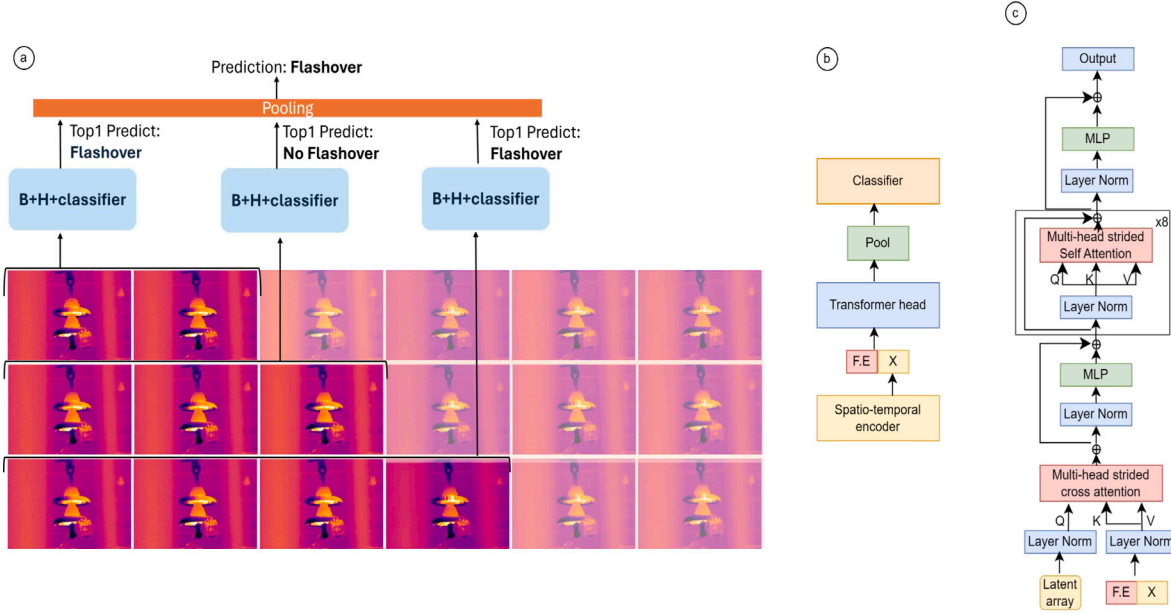 a
Prediction: Flashover
Pooling
Top1 Predict:
Flashover
Top1 Predict:
No Flashover
Top1 Predict:
Flashover
B+H+classifier
B+H+classifier
B+H+classifier
b
Classifier
Pool
Transformer head
F.E X
Spatio-temporal
encoder
c
Output
MLP
Layer Norm
x8
Multi-head strided
Self Attention
Q K V
Layer Norm
MLP
Layer Norm
Multi-head strided
cross attention
Q K V
Layer Norm Layer Norm
Latent
array
F.E X